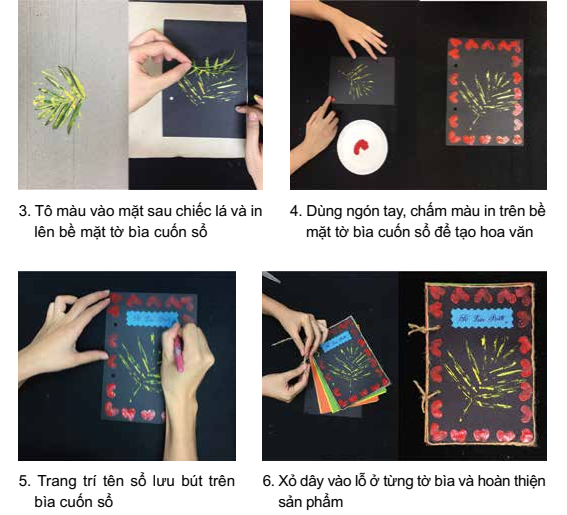 3. Tô màu vào mặt sau chiếc lá và in
lên bề mặt tờ bìa cuốn sổ
4. Dùng ngón tay, chấm màu in trên bề
mặt tờ bìa cuốn sổ để tạo hoa văn
5. Trang trí tên sổ lưu bút trên
bìa cuốn sổ
6. Xỏ dây vào lỗ ở từng tờ bìa và hoàn thiện
sản phẩm